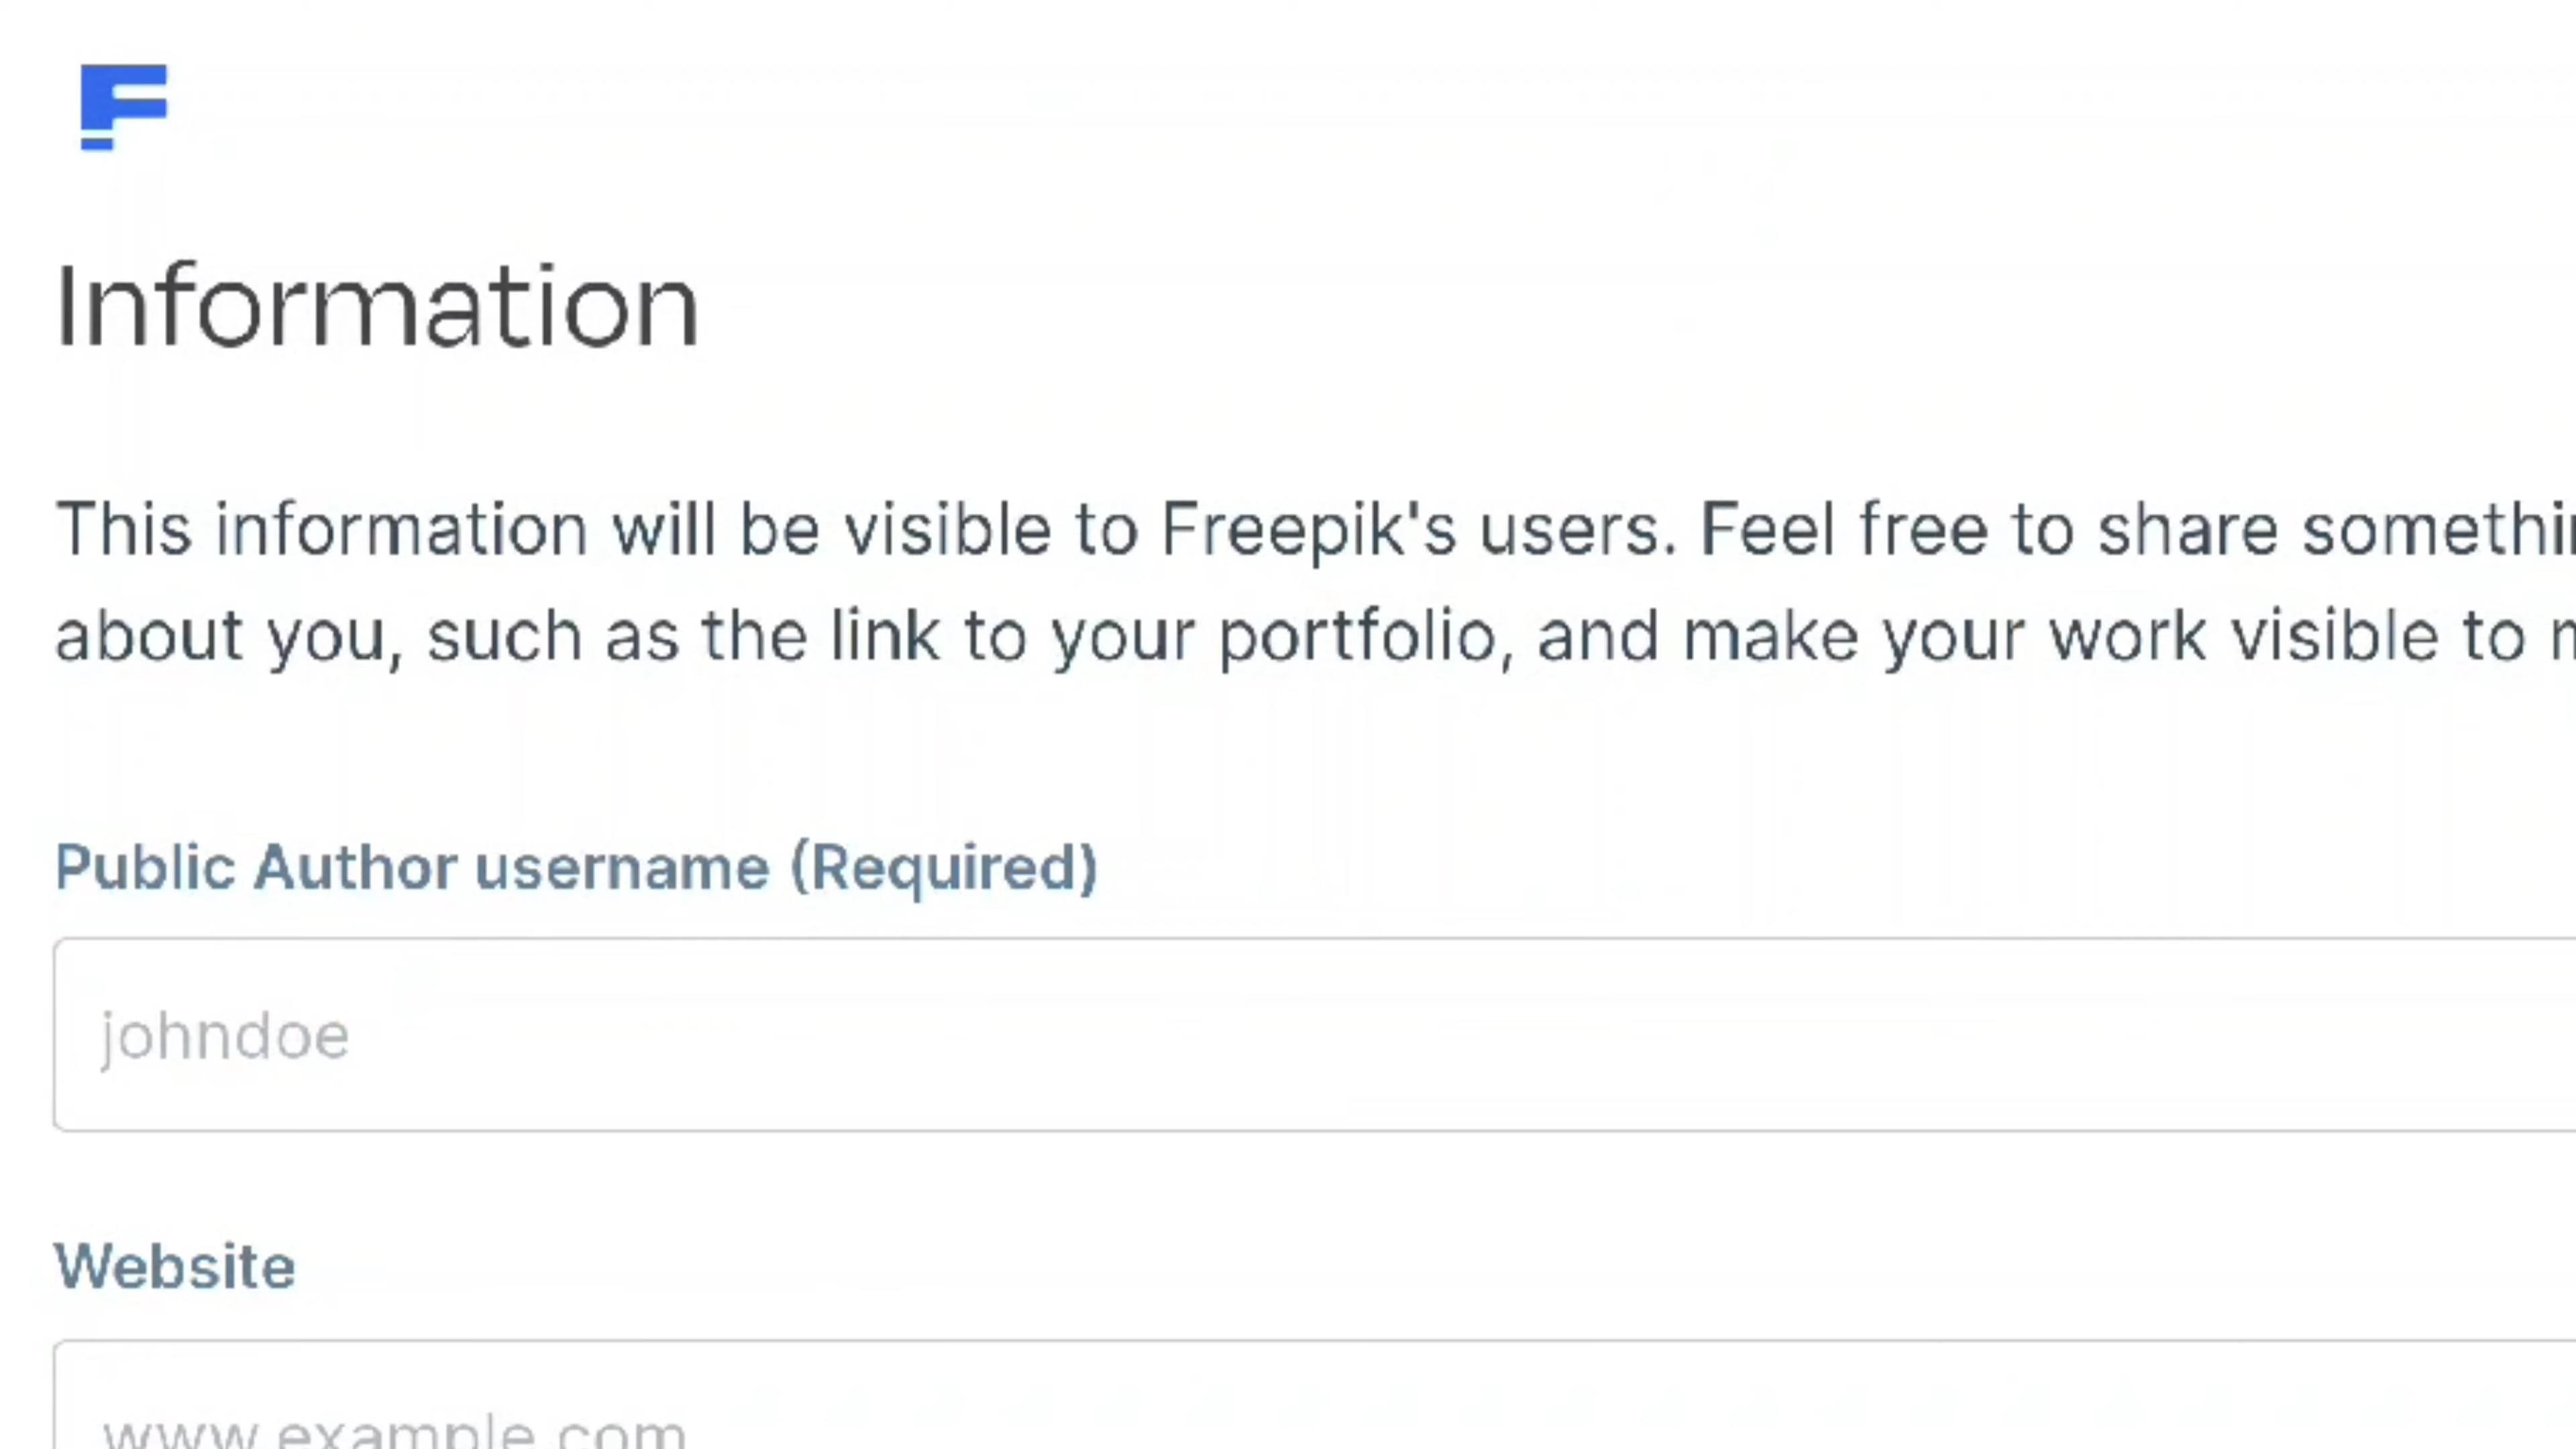 F
Information
This information will be visible to Freepik's users. Feel free to share
about you, such as the link to your portfolio, and make your work visible to
Public Author username (Required)
johndoe
Website
www.example.com